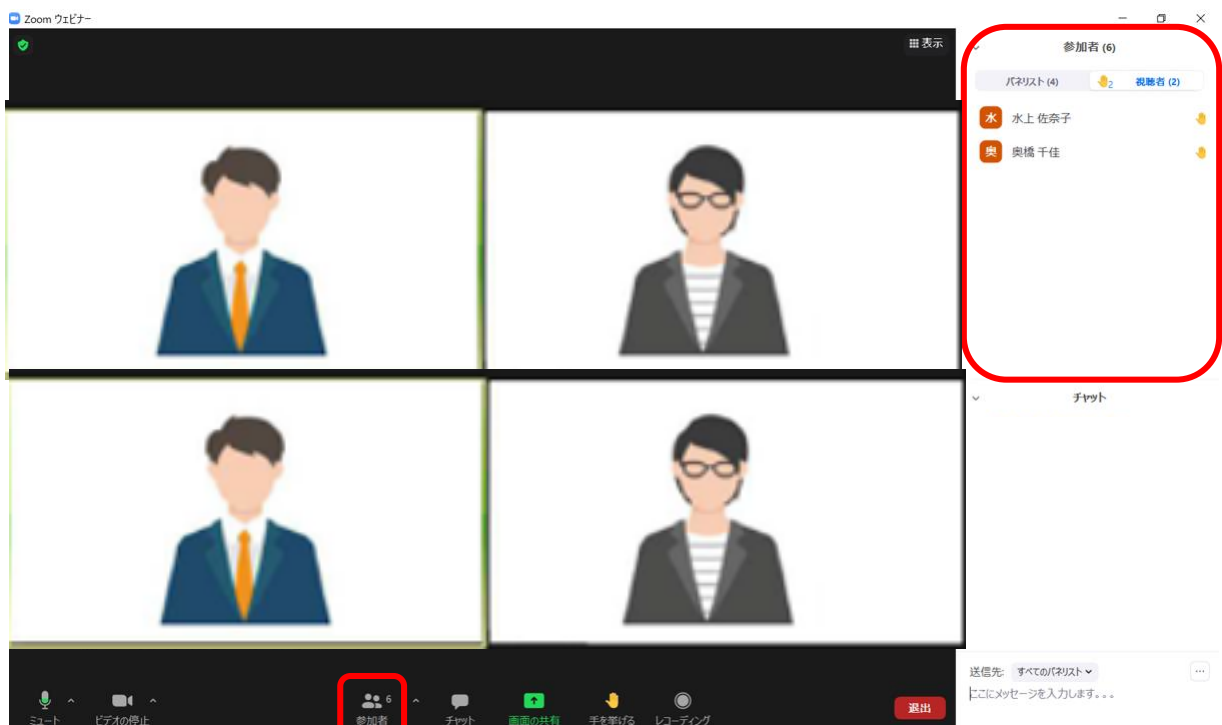 Zoom ウェビナー
表示
参加者 (6)
パネリスト (4) 2 視聴者 (2)
水 水上 佐奈子
奥 奥橋 千佳
チャット
送信先: すべてのパネリスト ...
ここにメッセージを入力します。。。
ミュート
ビデオの停止
6
参加者
チャット
画面の共有
手を挙げる
レコーディング
退出